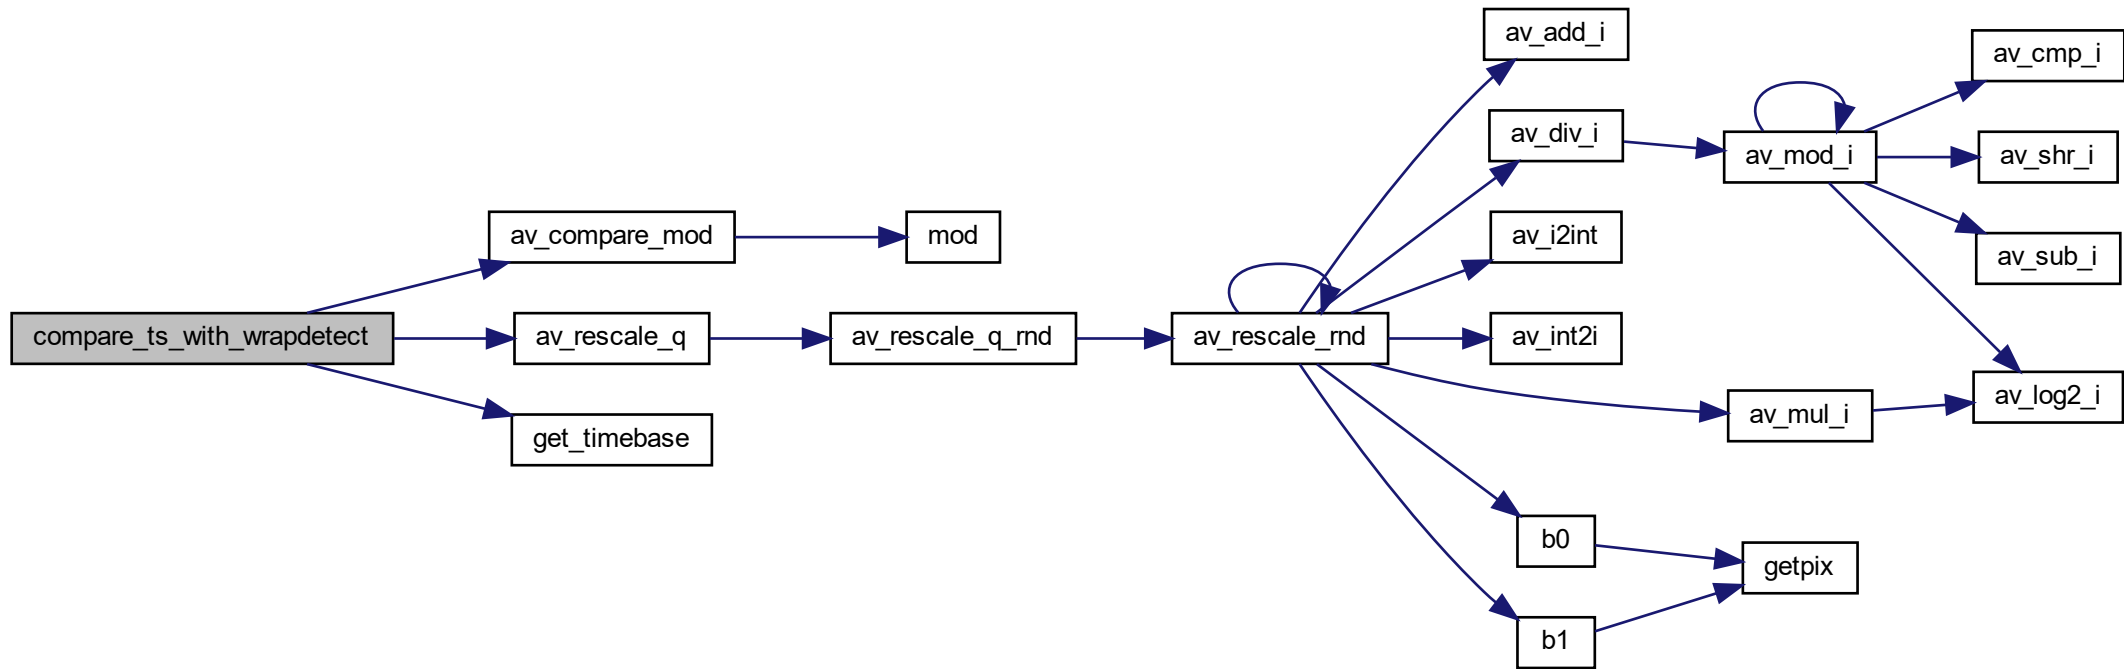 compare_ts_with_wrapdetect
av_compare_mod
mod
av_rescale_q
av_rescale_q_rnd
av_rescale_rnd
get_timebase
av_add_i
av_div_i
av_i2int
av_int2i
av_mul_i
b0
b1
av_mod_i
getpix
av_cmp_i
av_shr_i
av_sub_i
av_log2_i